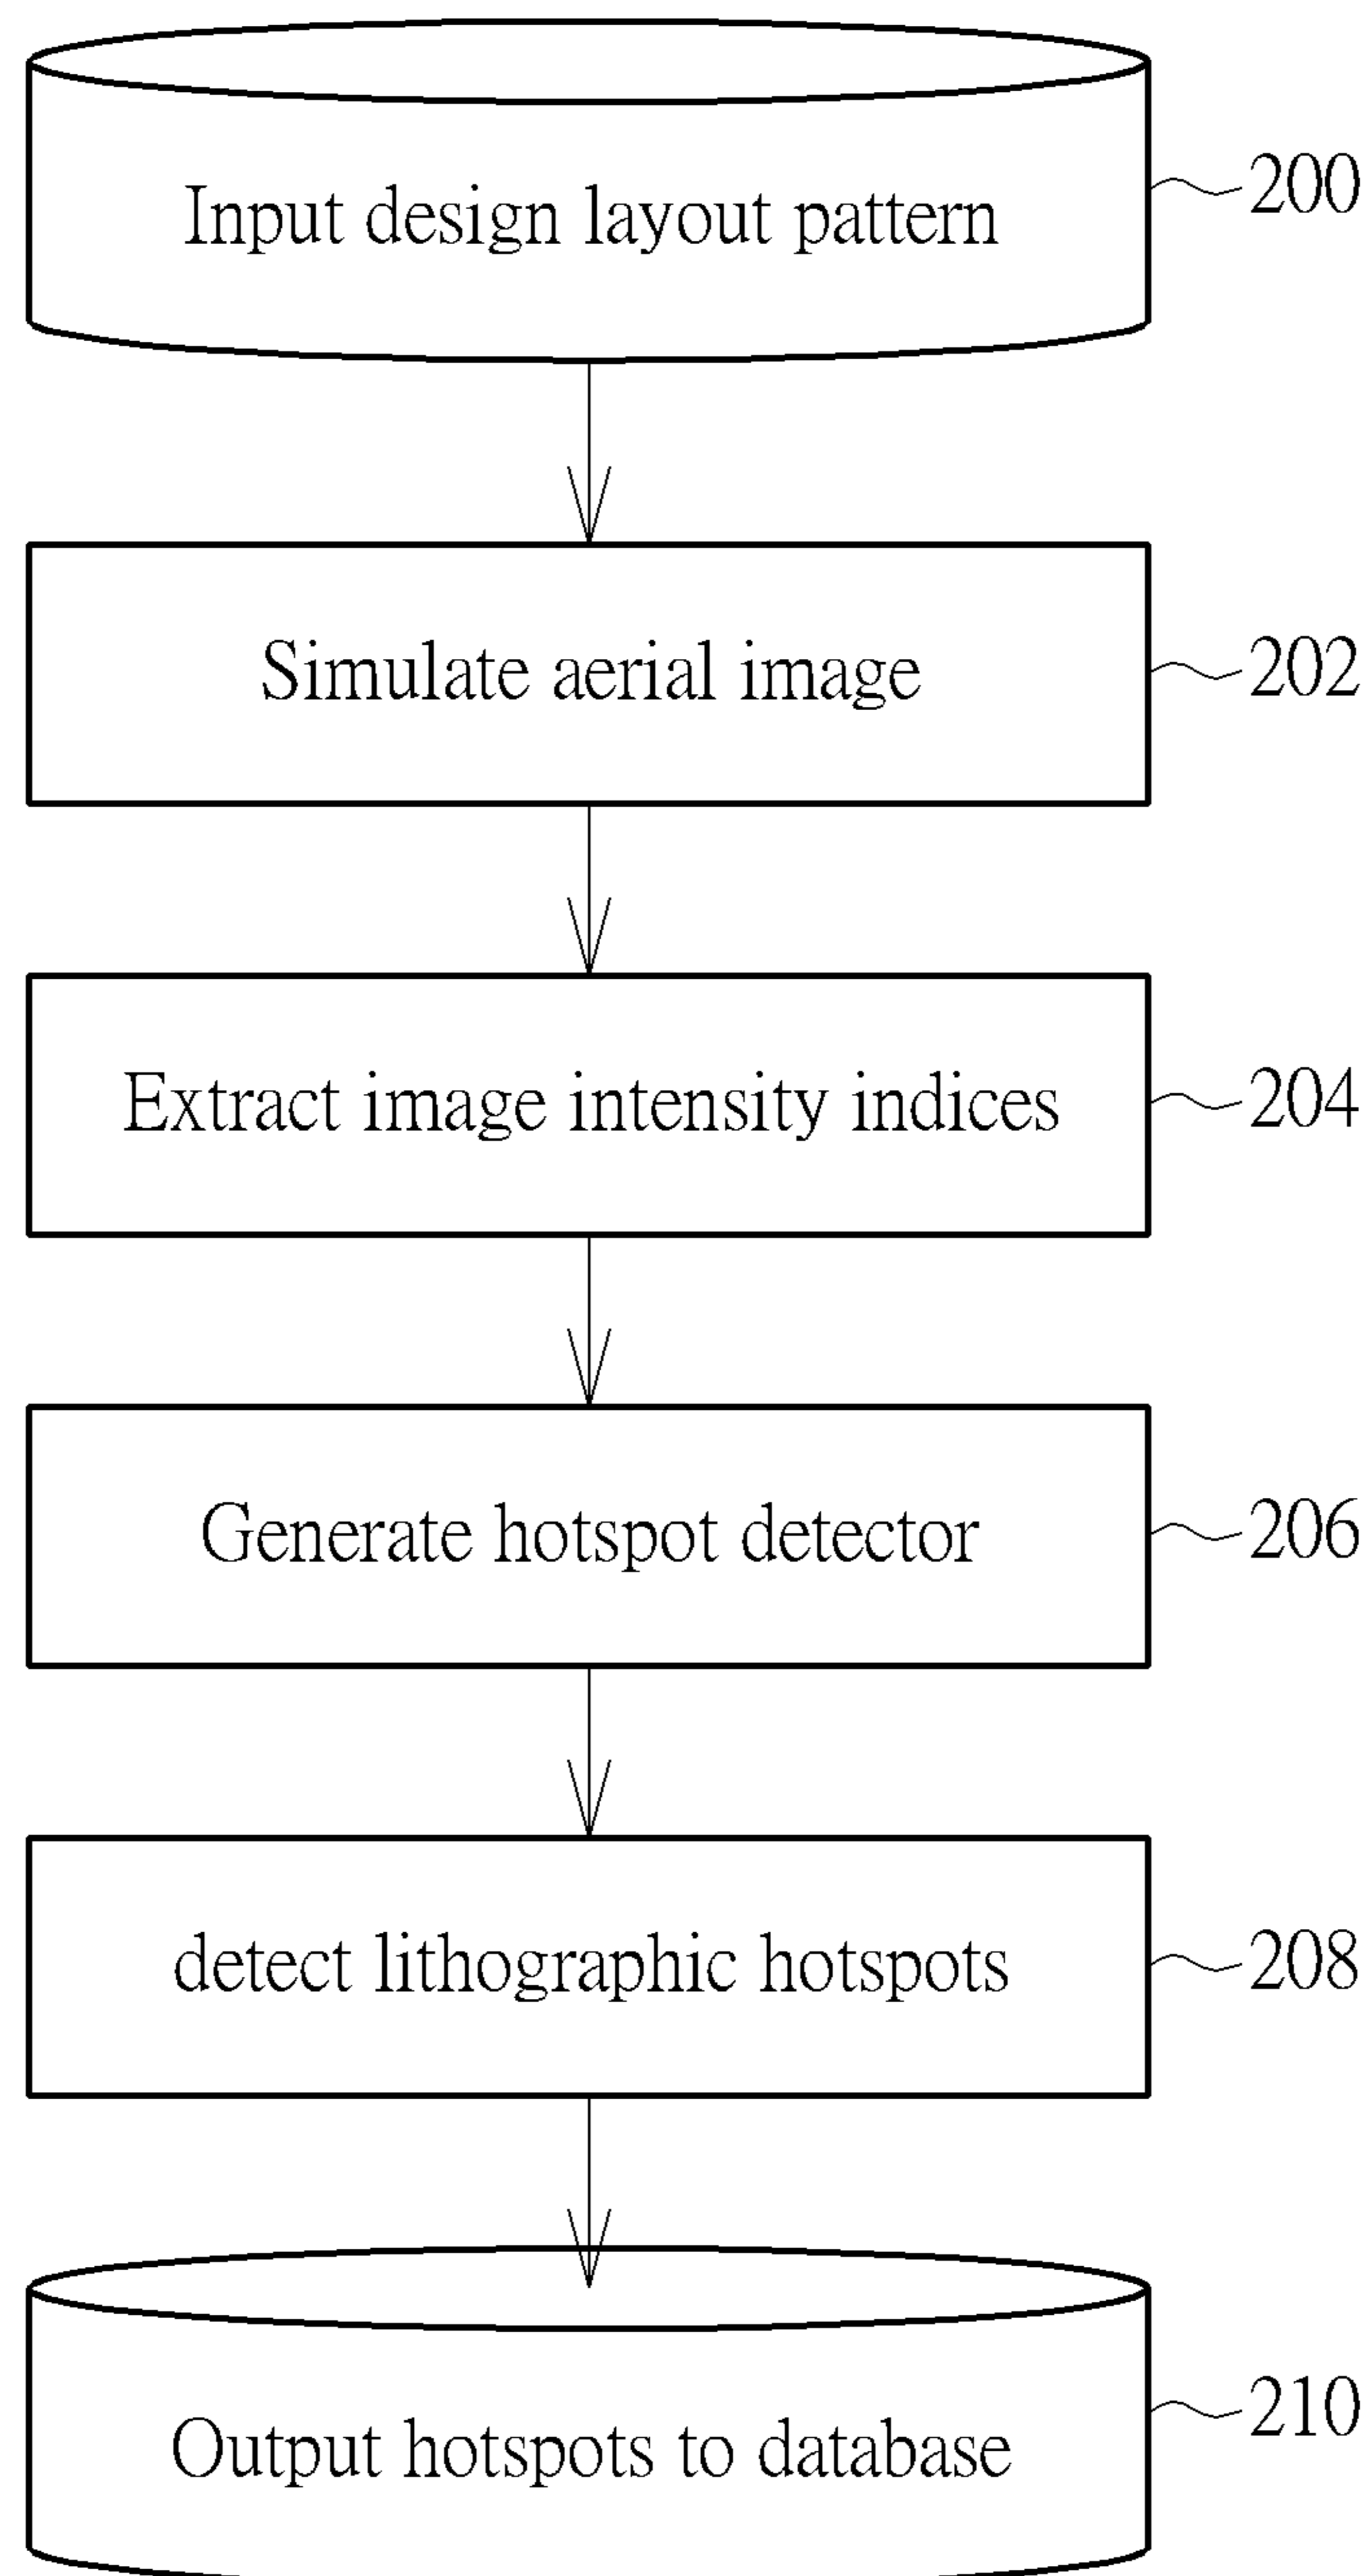 Input design layout pattern
200
Simulate aerial image
202
Extract image intensity indices
204
Generate hotspot detector
206
detect lithographic hotspots
208
Output hotspots to database
210